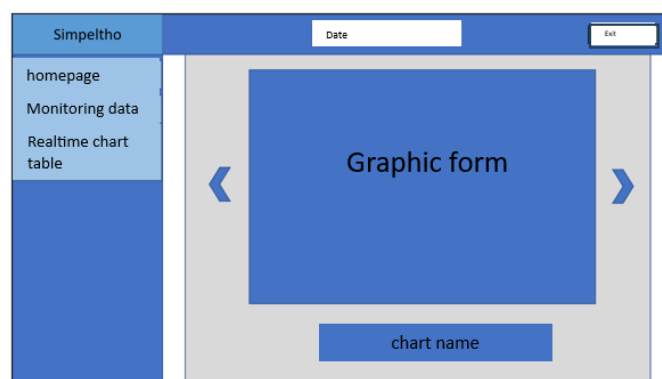 Simpeltho
Date
Exit
homepage
Monitoring data
Realtime chart
table
Graphic form
chart name